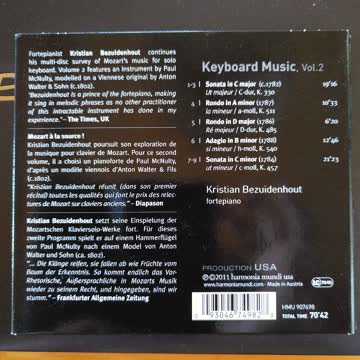 Fortepianist Kristian Bezuidenhout continues
his multi-disc survey of Mozart's music for solo
keyboard. Volume 2 features an instrument by Paul
McNulty, modelled on a Viennese original by Anton
Walter & Sohn (c.1802).
'Bezuidenhout is a prince of the fortepiano, making
it sing in melodic phrases as no other practitioner
of this intractable instrument has done in my
experience.' – The Times, UK
Mozart à la source !
Kristian Bezuidenhout poursuit son exploration de
la musique pour clavier de Mozart. Pour ce second
volume, il a choisi un pianoforte de Paul McNulty,
d'après un modèle viennois d'Anton Walter & Fils
(c.1802).
"Kristian Bezuidenhout réunit (dans son premier
récital) toutes les qualités qui font le prix des relec-
tures de Mozart sur claviers anciens." – Diapason
Kristian Bezuidenhout setzt seine Einspielung der
Mozartschen Klaviersolo-Werke fort. Für dieses
zweite Programm spielt er auf einem Hammerflügel
von Paul McNulty nach einem Model von Anton
Walter und Sohn (ca. 1802).
"... Die Klänge reifen, sie fallen ab wie Früchte vom
Baum der Erkenntnis. So kommt endlich das Vor-
Rhetorische, Außersprachliche in Mozarts Musik
wieder zu seinem Recht, und hingegeben, sind wir
stumm." – Frankfurter Allgemeine Zeitung
Keyboard Music, Vol.2
1-3 Sonata in C major (c.1782) 19'16
Ut majeur / C-dur, K. 330
4 Rondo in A minor (1787) 10'33
la mineur / a-moll, K. 511
5 Rondo in D major (1786) 6'20
Ré majeur / D-dur, K. 485
6 Adagio in B minor (1788) 12'46
si mineur / h-moll, K. 540
7-9 Sonata in C minor (1784) 21'23
ut mineur / c-moll, K. 457
Kristian Bezuidenhout
fortepiano
PRODUCTION USA
℗ © 2011 harmonia mundi usa
www.harmoniamundi.com. Made in Austria
0 93046 74982
HMU 907498
TOTAL TIME 70'42